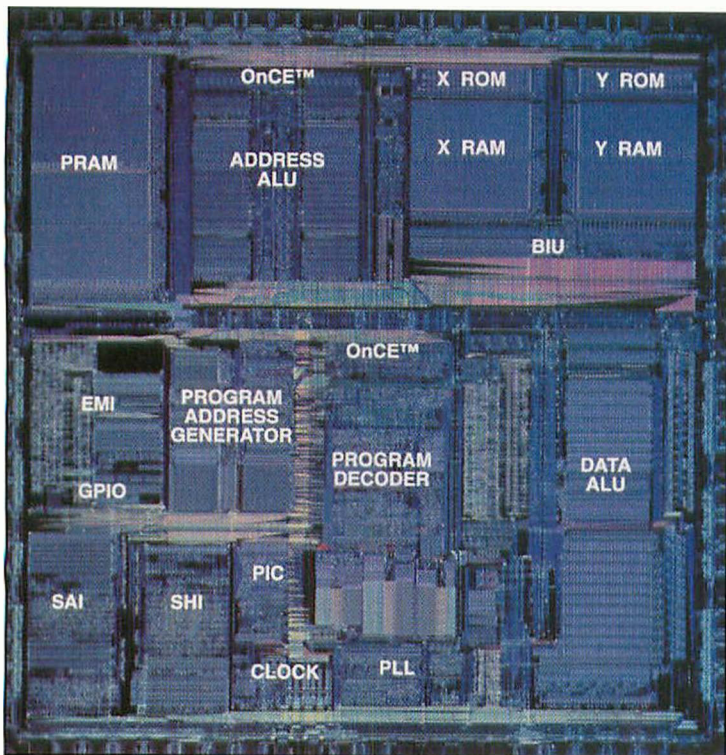 OnCE™
X ROM
Y ROM
PRAM
ADDRESS
ALU
X RAM
Y RAM
BIU
OnCE™
EMI
PROGRAM
ADDRESS
GENERATOR
PROGRAM
DECODER
DATA
ALU
GPIO
SAI
SHI
PIC
CLOCK
PLL